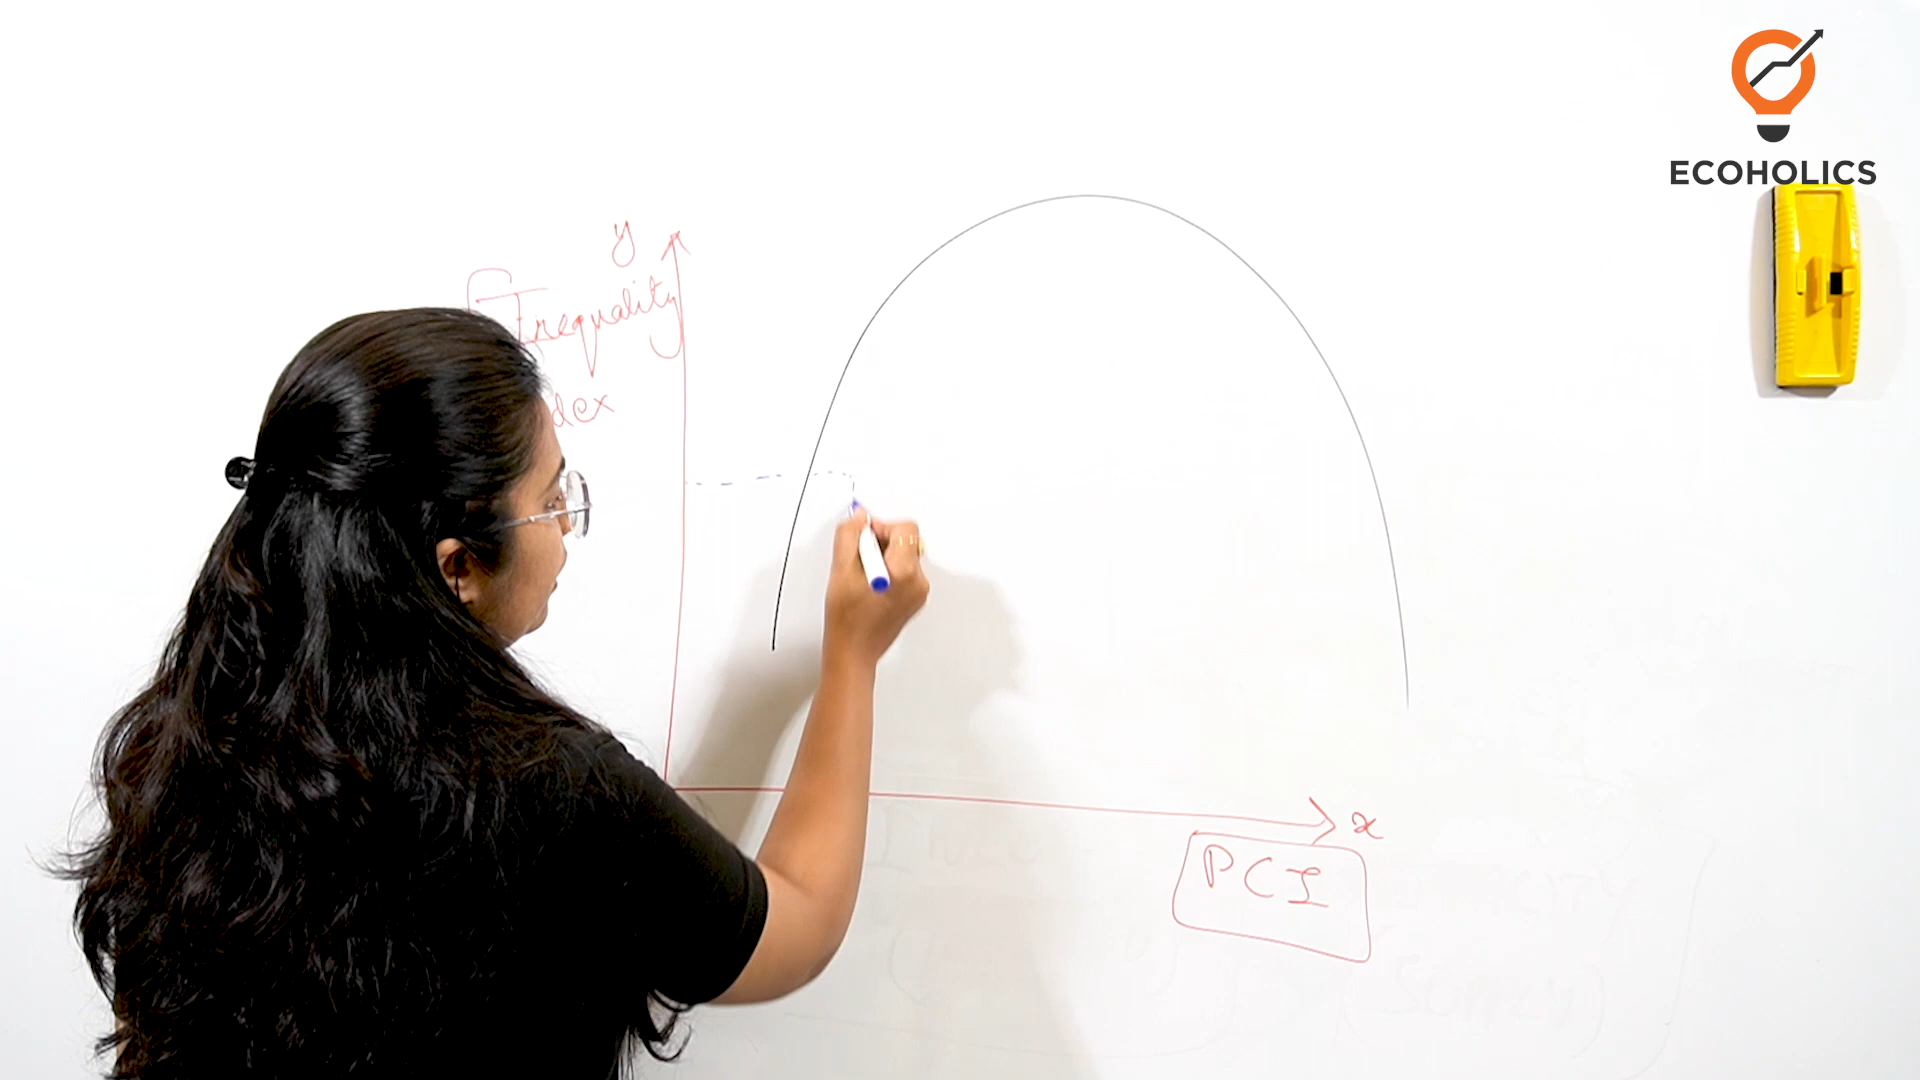 ECOHOLICS
y
Inequality
dex
x
PCI